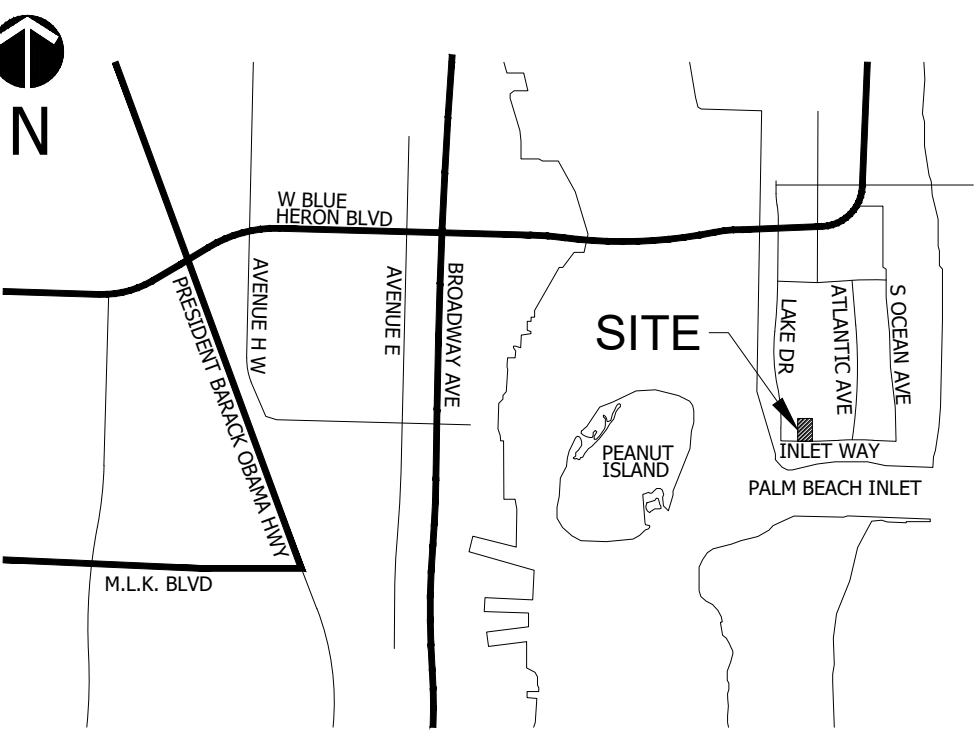 N
W BLUE
HERON BLVD
PRESIDENT BARACK OBAMA HWY
AVENUE H W
AVENUE E
BROADWAY AVE
SITE
LAKE DR
ATLANTIC AVE
S OCEAN AVE
PEANUT
ISLAND
INLET WAY
PALM BEACH INLET
M.L.K. BLVD